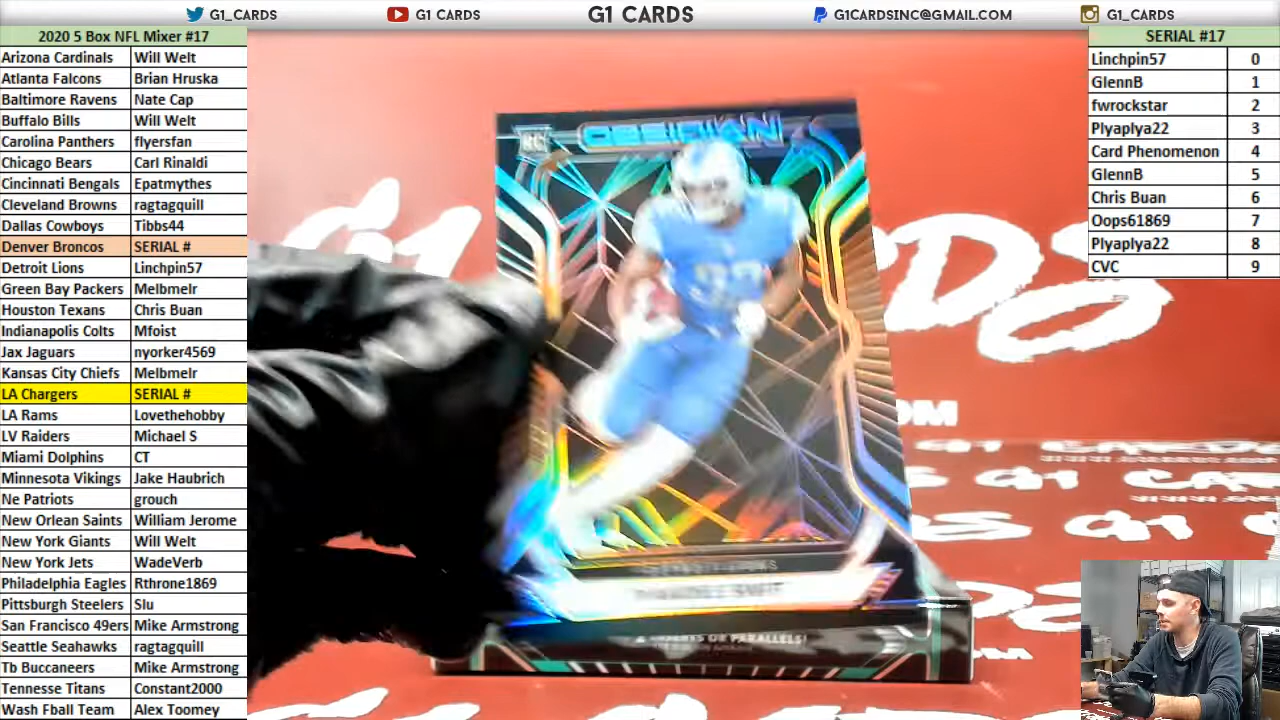 G1_CARDS
G1 CARDS
G1 CARDS
G1CARDSINC@GMAIL.COM
G1_CARDS
2020 5 Box NFL Mixer #17
Arizona Cardinals Will Welt
Atlanta Falcons Brian Hruska
Baltimore Ravens Nate Cap
Buffalo Bills Will Welt
Carolina Panthers flyersfan
Chicago Bears Carl Rinaldi
Cincinnati Bengals Epatmythes
Cleveland Browns ragtagquill
Dallas Cowboys Tibbs44
Denver Broncos SERIAL #
Detroit Lions Linchpin57
Green Bay Packers Melbmelr
Houston Texans Chris Buan
Indianapolis Colts Mfoist
Jax Jaguars nyorker4569
Kansas City Chiefs Melbmelr
LA Chargers SERIAL #
LA Rams Lovethehobby
LV Raiders Michael S
Miami Dolphins CT
Minnesota Vikings Jake Haubrich
Ne Patriots grouch
New Orlean Saints William Jerome
New York Giants Will Welt
New York Jets WadeVerb
Philadelphia Eagles Rthrone1869
Pittsburgh Steelers Slu
San Francisco 49ers Mike Armstrong
Seattle Seahawks ragtagquill
Tb Buccaneers Mike Armstrong
Tennesse Titans Constant2000
Wash Fball Team Alex Toomey
SERIAL #17
Linchpin57 0
GlennB 1
fwrockstar 2
Plyaplya22 3
Card Phenomenon 4
GlennB 5
Chris Buan 6
Oops61869 7
Plyaplya22 8
CVC 9
RC
OBSIDIAN